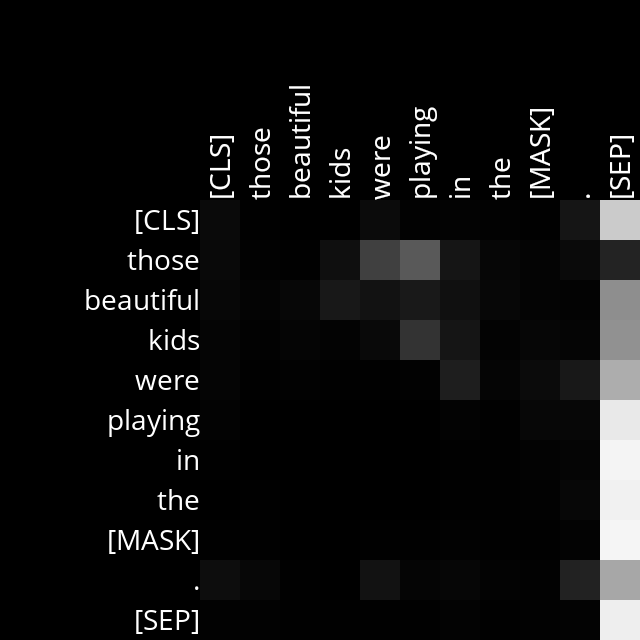 [CLS]
those
beautiful
kids
were
playing
in
the
[MASK]
.
[SEP]
[CLS]
those
beautiful
kids
were
playing
in
the
[MASK]
.
[SEP]